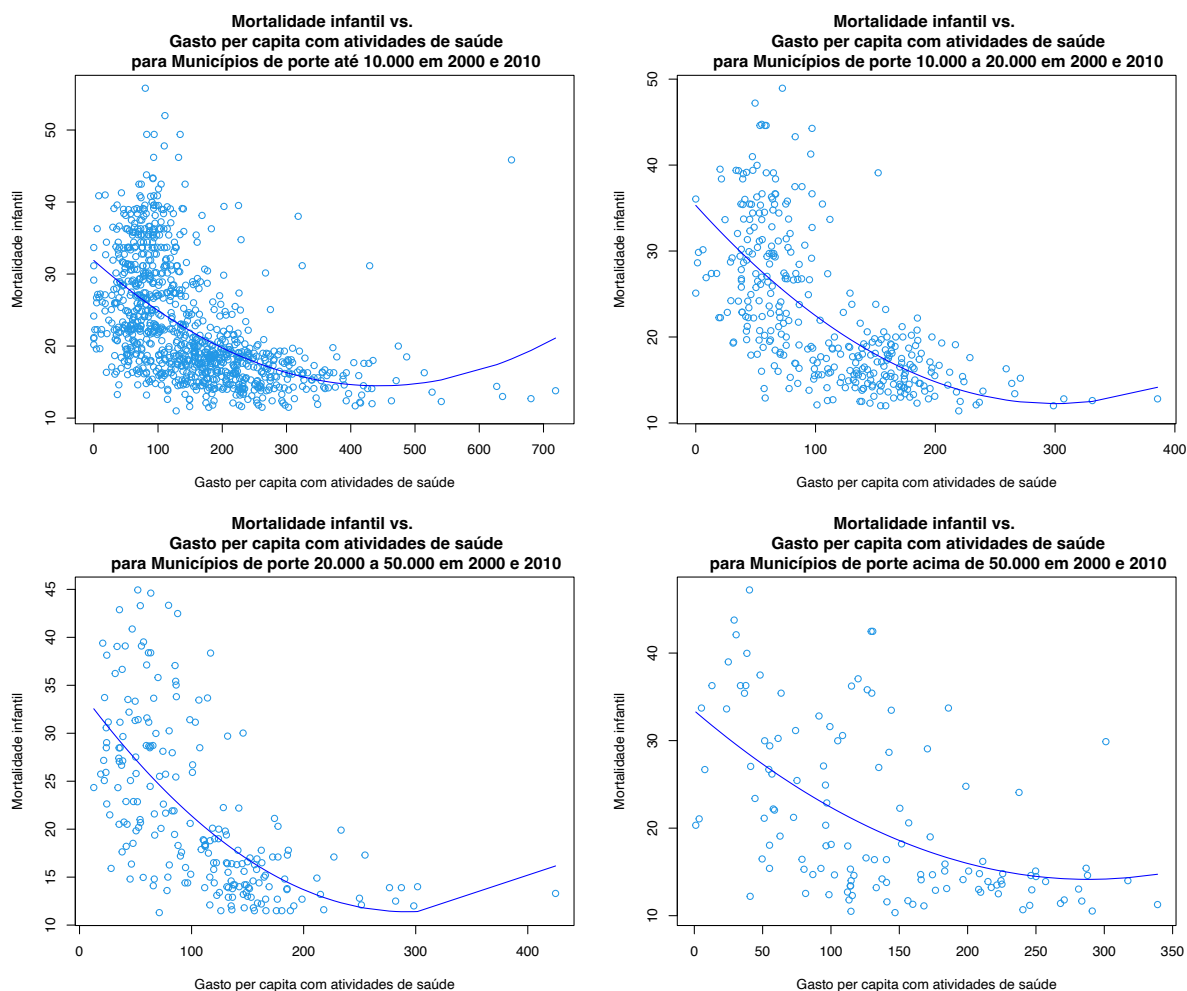 Mortalidade infantil vs.
Gasto per capita com atividades de saúde
para Municípios de porte até 10.000 em 2000 e 2010
Mortalidade infantil
10
20
30
40
50
0 100 200 300 400 500 600 700
Gasto per capita com atividades de saúde
Mortalidade infantil vs.
Gasto per capita com atividades de saúde
para Municípios de porte 10.000 a 20.000 em 2000 e 2010
Mortalidade infantil
10
20
30
40
50
0 100 200 300 400
Gasto per capita com atividades de saúde
Mortalidade infantil vs.
Gasto per capita com atividades de saúde
para Municípios de porte 20.000 a 50.000 em 2000 e 2010
Mortalidade infantil
10
15
20
25
30
35
40
45
0 100 200 300 400
Gasto per capita com atividades de saúde
Mortalidade infantil vs.
Gasto per capita com atividades de saúde
para Municípios de porte acima de 50.000 em 2000 e 2010
Mortalidade infantil
10
20
30
40
0 50 100 150 200 250 300 350
Gasto per capita com atividades de saúde